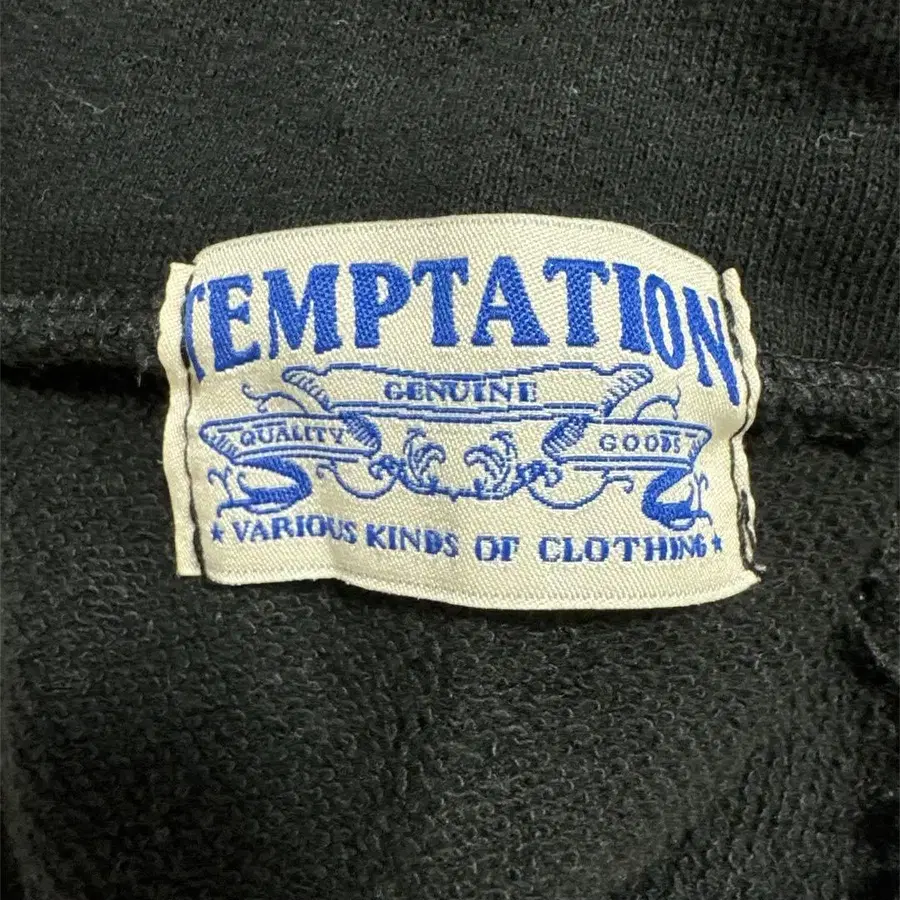 TEMPTATION
GENUINE
QUALITY GOODS
★ VARIOUS KINDS OF CLOTHING ★